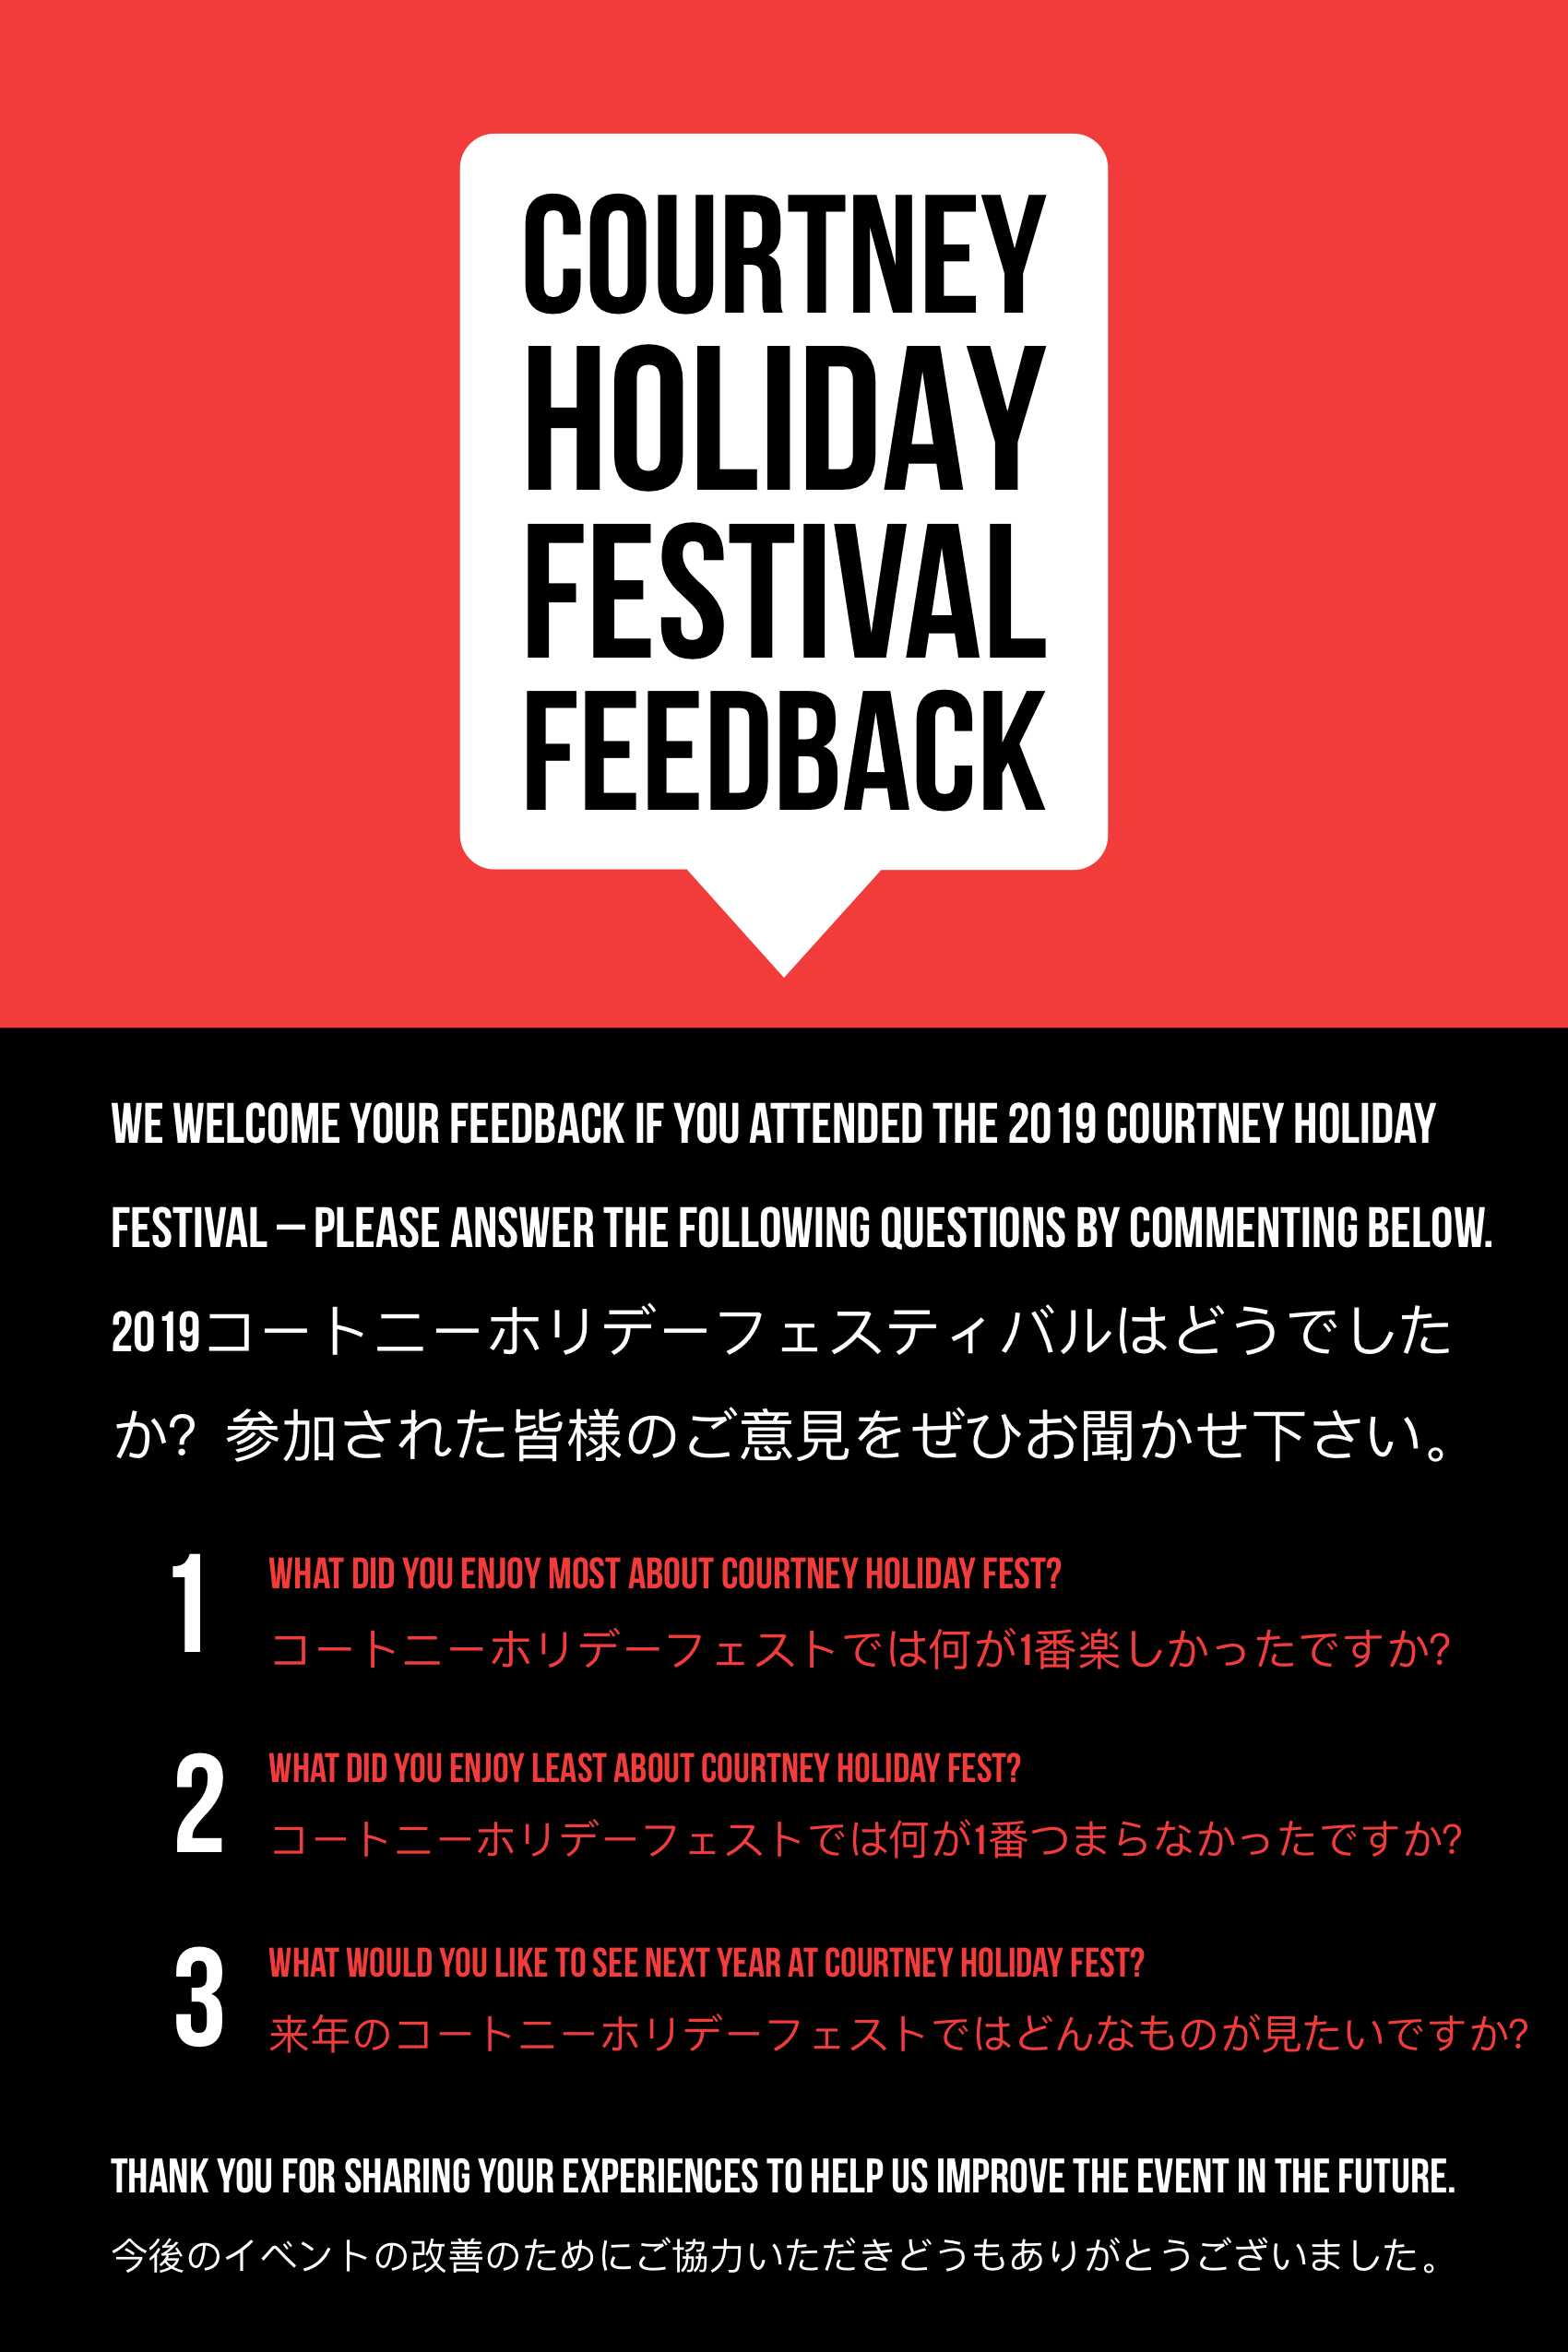 COURTNEY
HOLIDAY
FESTIVAL
FEEDBACK
WE WELCOME YOUR FEEDBACK IF YOU ATTENDED THE 2019 COURTNEY HOLIDAY
FESTIVAL — PLEASE ANSWER THE FOLLOWING QUESTIONS BY COMMENTING BELOW.
2019コートニーホリデーフェスティバルはどうでした
か? 参加された皆様のご意見をぜひお聞かせ下さい。
1
WHAT DID YOU ENJOY MOST ABOUT COURTNEY HOLIDAY FEST?
コートニーホリデーフェストでは何が1番楽しかったですか?
2
WHAT DID YOU ENJOY LEAST ABOUT COURTNEY HOLIDAY FEST?
コートニーホリデーフェストでは何が1番つまらなかったですか?
3
WHAT WOULD YOU LIKE TO SEE NEXT YEAR AT COURTNEY HOLIDAY FEST?
来年のコートニーホリデーフェストではどんなものが見たいですか?
THANK YOU FOR SHARING YOUR EXPERIENCES TO HELP US IMPROVE THE EVENT IN THE FUTURE.
今後のイベントの改善のためにご協力いただきどうもありがとうございました。